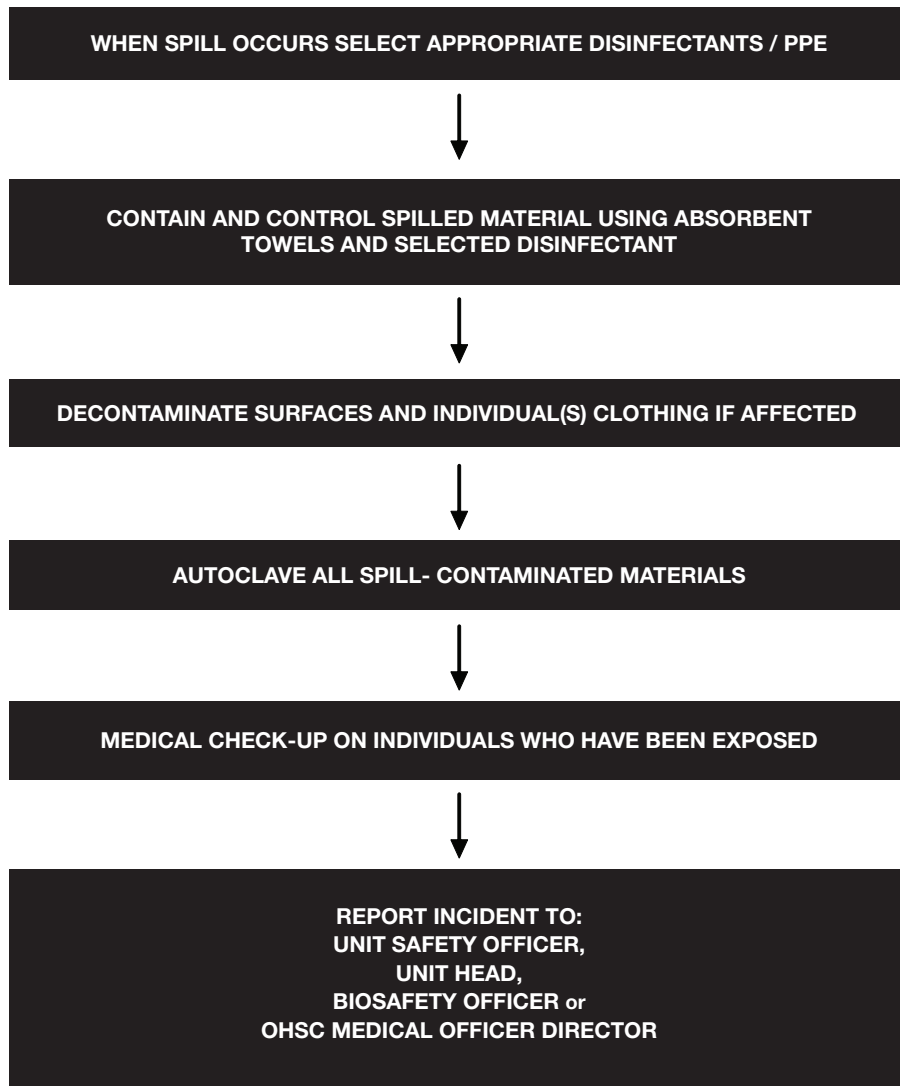 WHEN SPILL OCCURS SELECT APPROPRIATE DISINFECTANTS / PPE
CONTAIN AND CONTROL SPILLED MATERIAL USING ABSORBENT
TOWELS AND SELECTED DISINFECTANT
DECONTAMINATE SURFACES AND INDIVIDUAL(S) CLOTHING IF AFFECTED
AUTOCLAVE ALL SPILL- CONTAMINATED MATERIALS
MEDICAL CHECK-UP ON INDIVIDUALS WHO HAVE BEEN EXPOSED
REPORT INCIDENT TO:
UNIT SAFETY OFFICER,
UNIT HEAD,
BIOSAFETY OFFICER or
OHSC MEDICAL OFFICER DIRECTOR